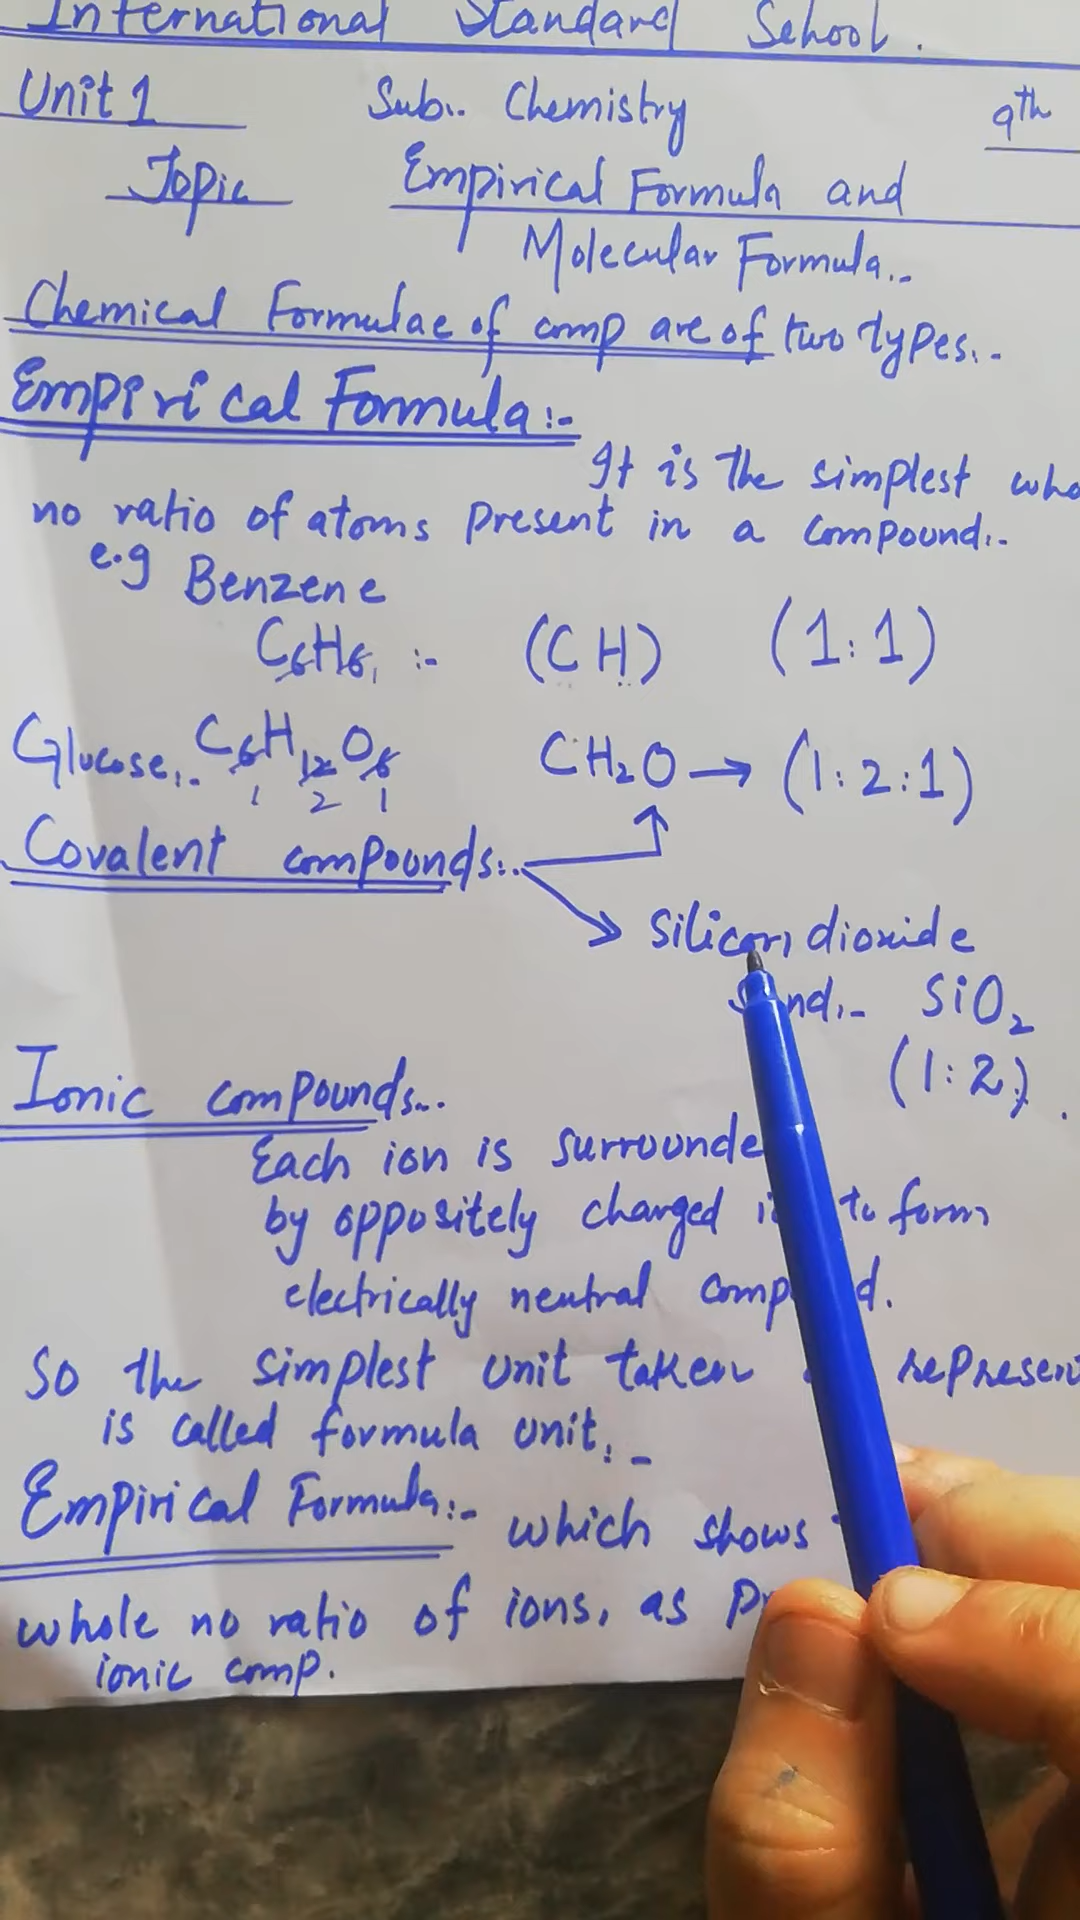 International Standard School.
Unit 1 Sub:. Chemistry 9th
Topic Empirical Formula and
Molecular Formula..
Chemical Formulae of comp are of two types..
Empirical Formula:-
It is the simplest
no ratio of atoms present in a compound..
e.g Benzene
C6H6, :- (CH) (1:1)
Glucose.. C6H12O6 CH2O → (1:2:1)
1 2 1
Covalent compounds...
Silicon dioxide
SiO2
(1:2).
Ionic compounds...
Each ion is
by oppositely charged to form
electrically neutral
So the simplest unit taken
is called formula unit.
Empirical Formula:- which shows
whole no ratio of ions, as
ionic comp.